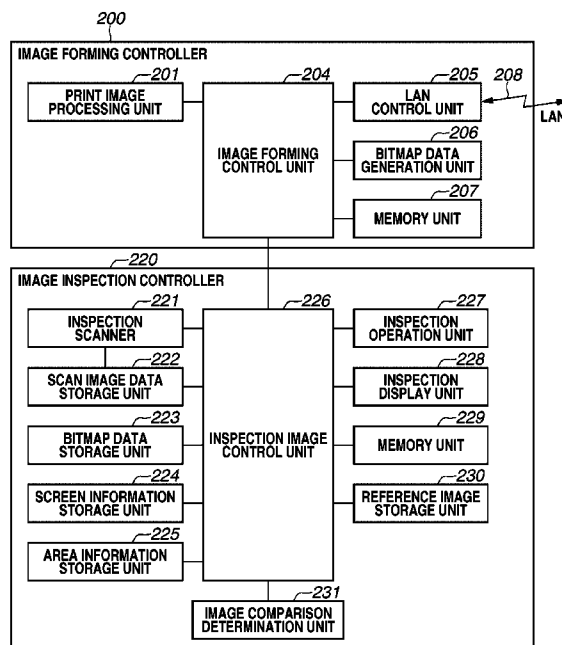 200
IMAGE FORMING CONTROLLER
201
PRINT IMAGE
PROCESSING UNIT
204
IMAGE FORMING
CONTROL UNIT
205
LAN
CONTROL UNIT
208
LAN
206
BITMAP DATA
GENERATION UNIT
207
MEMORY UNIT
220
IMAGE INSPECTION CONTROLLER
221
INSPECTION
SCANNER
222
SCAN IMAGE DATA
STORAGE UNIT
223
BITMAP DATA
STORAGE UNIT
224
SCREEN INFORMATION
STORAGE UNIT
225
AREA INFORMATION
STORAGE UNIT
226
INSPECTION IMAGE
CONTROL UNIT
227
INSPECTION
OPERATION UNIT
228
INSPECTION
DISPLAY UNIT
229
MEMORY UNIT
230
REFERENCE IMAGE
STORAGE UNIT
231
IMAGE COMPARISON
DETERMINATION UNIT